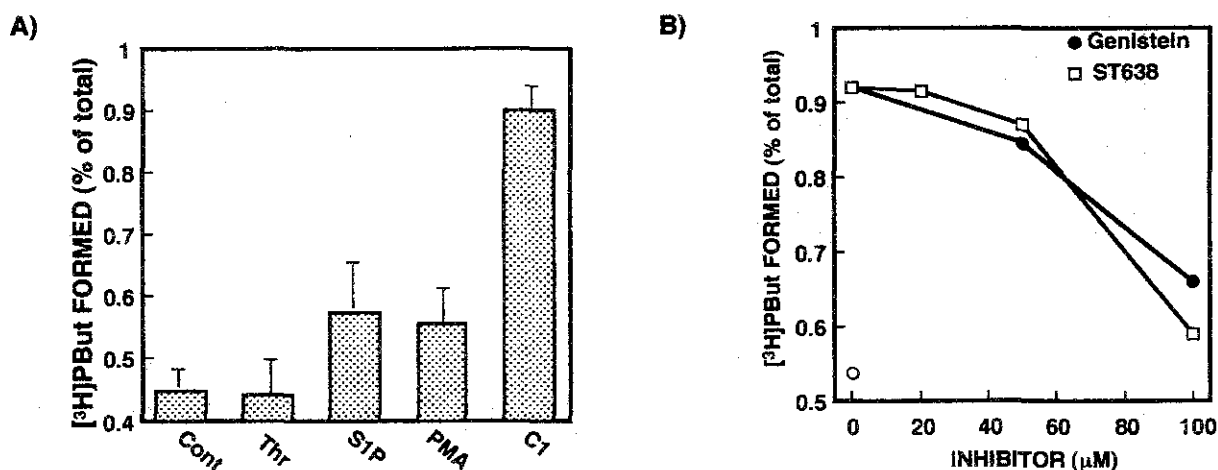 A)
[³H]PBut FORMED (% of total)
1
0.9
0.8
0.7
0.6
0.5
0.4
Cont
Thr
S1P
PMA
C1
B)
[³H]PBut FORMED (% of total)
1
0.9
0.8
0.7
0.6
0.5
Genistein
ST638
0 20 40 60 80 100
INHIBITOR (μM)